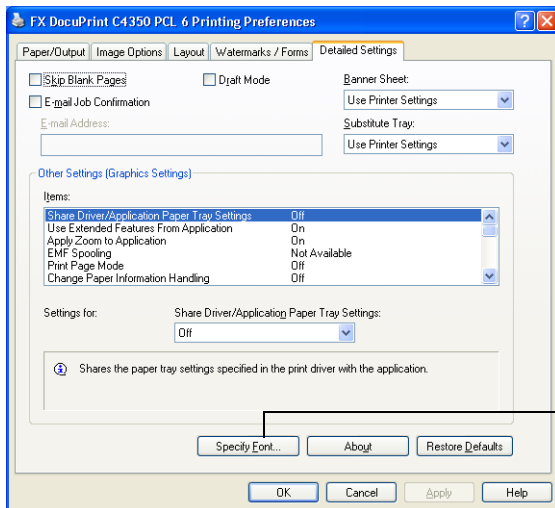 FX DocuPrint C4350 PCL 6 Printing Preferences
Paper/Output Image Options Layout Watermarks / Forms Detailed Settings
Skip Blank Pages Draft Mode Banner Sheet:
E-mail Job Confirmation Use Printer Settings
E-mail Address: Substitute Tray:
Use Printer Settings
Other Settings (Graphics Settings)
Items:
Share Driver/Application Paper Tray Settings Off
Use Extended Features From Application On
Apply Zoom to Application On
EMF Spooling Not Available
Print Page Mode Off
Change Paper Information Handling Off
Settings for: Share Driver/Application Paper Tray Settings:
Off
Shares the paper tray settings specified in the print driver with the application.
Specify Font... About Restore Defaults
OK Cancel Apply Help